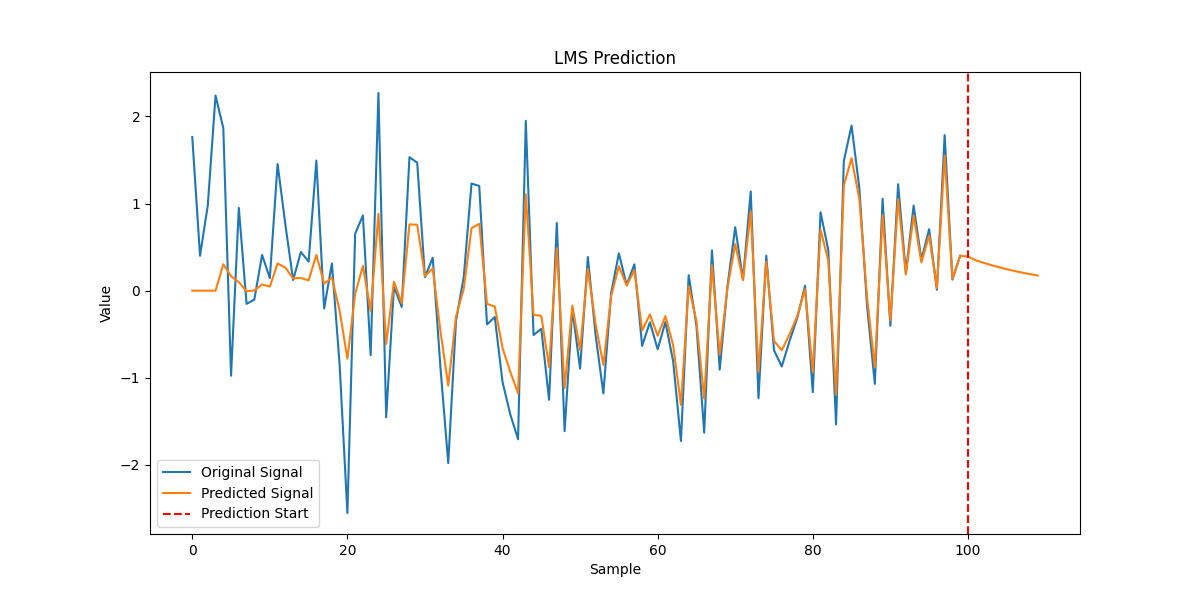 LMS Prediction
Value
2
1
0
−1
−2
Original Signal
Predicted Signal
Prediction Start
0 20 40 60 80 100
Sample